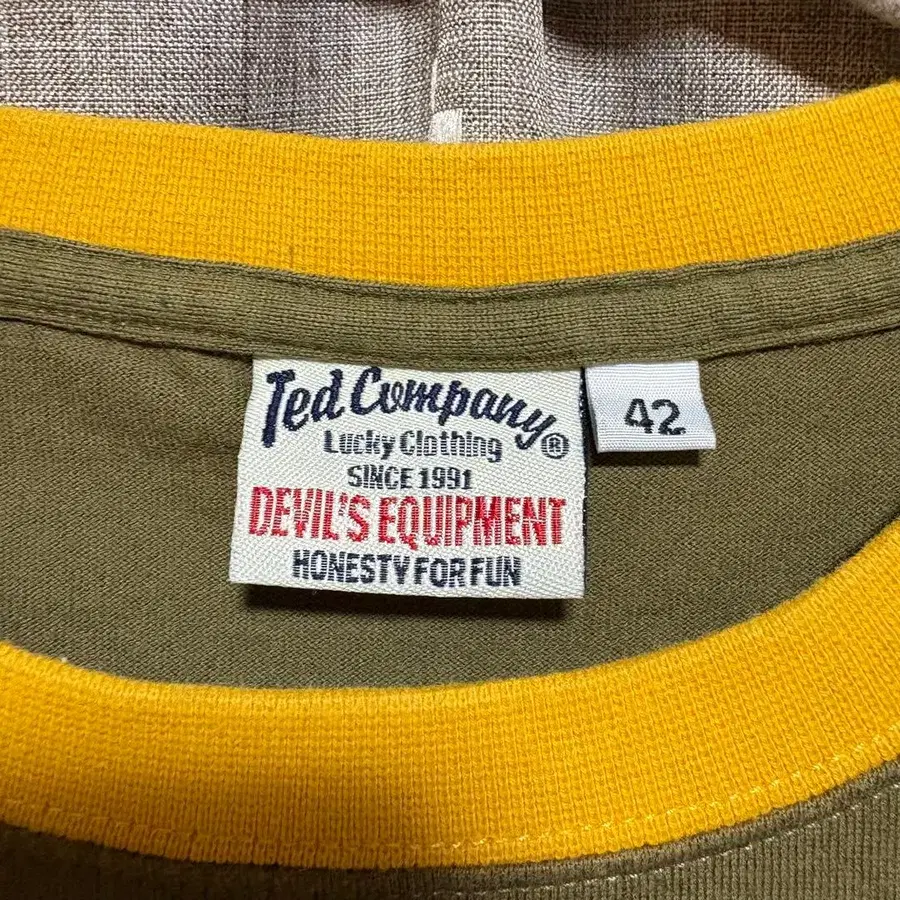 Ted Company®
Lucky Clothing
SINCE 1991
DEVIL'S EQUIPMENT
HONESTY FOR FUN
42